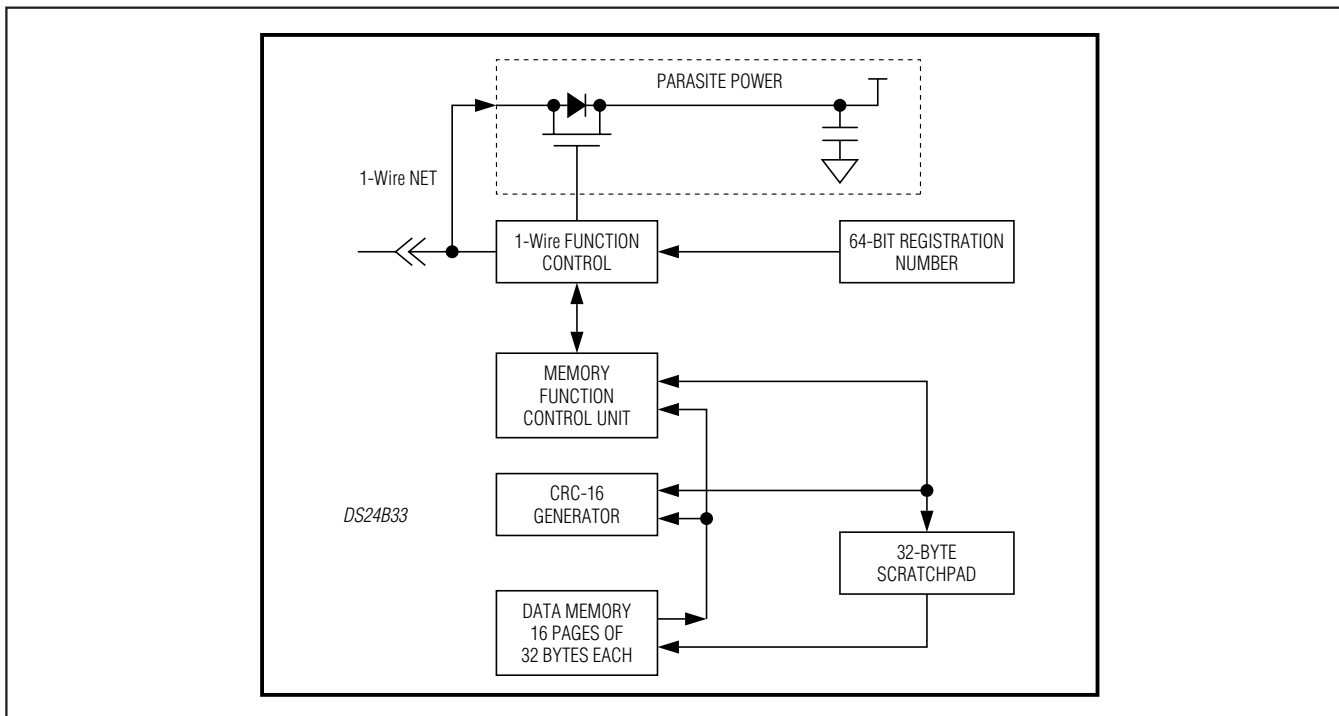 PARASITE POWER
1-Wire NET
1-Wire FUNCTION
CONTROL
64-BIT REGISTRATION
NUMBER
MEMORY
FUNCTION
CONTROL UNIT
CRC-16
GENERATOR
DS24B33
32-BYTE
SCRATCHPAD
DATA MEMORY
16 PAGES OF
32 BYTES EACH